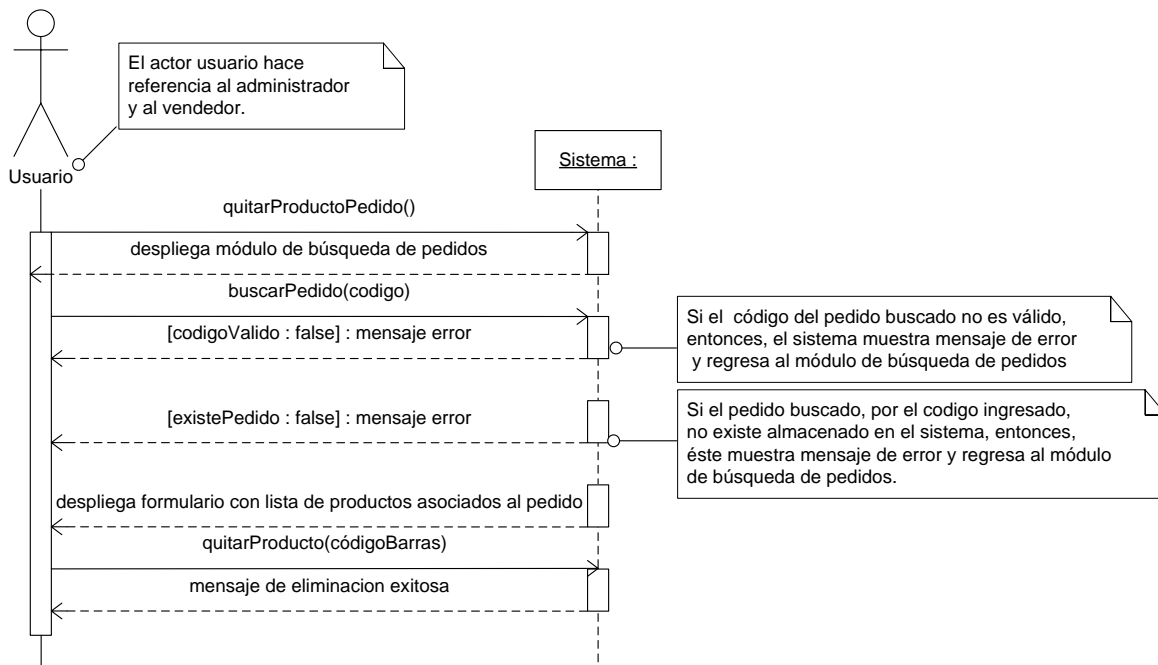 El actor usuario hace
referencia al administrador
y al vendedor.
Usuario
Sistema :
quitarProductoPedido()
despliega módulo de búsqueda de pedidos
buscarPedido(codigo)
[codigoValido : false] : mensaje error
Si el código del pedido buscado no es válido,
entonces, el sistema muestra mensaje de error
y regresa al módulo de búsqueda de pedidos
[existePedido : false] : mensaje error
Si el pedido buscado, por el codigo ingresado,
no existe almacenado en el sistema, entonces,
éste muestra mensaje de error y regresa al módulo
de búsqueda de pedidos.
despliega formulario con lista de productos asociados al pedido
quitarProducto(códigoBarras)
mensaje de eliminacion exitosa